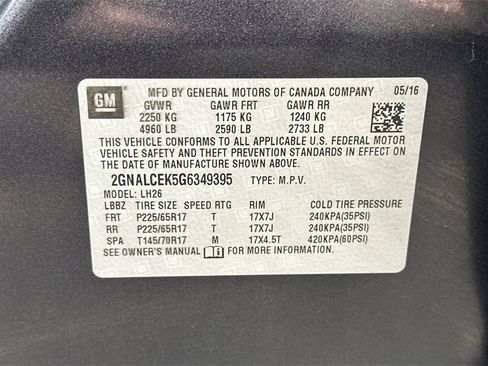 GM
MFD BY GENERAL MOTORS OF CANADA COMPANY 05/16
GVWR GAWR FRT GAWR RR
2250 KG 1175 KG 1240 KG
4960 LB 2590 LB 2733 LB
THIS VEHICLE CONFORMS TO ALL APPLICABLE U.S. FEDERAL MOTOR
VEHICLE SAFETY AND THEFT PREVENTION STANDARDS IN EFFECT ON THE
DATE OF MANUFACTURE SHOWN ABOVE.
2GNALCEK5G6349395 TYPE: M.P.V.
MODEL: LH26
LBBZ TIRE SIZE SPEED RTG RIM COLD TIRE PRESSURE
FRT P225/65R17 T 17X7J 240KPA(35PSI)
RR P225/65R17 T 17X7J 240KPA(35PSI)
SPA T145/70R17 M 17X4.5T 420KPA(60PSI)
SEE OWNER'S MANUAL FOR MORE INFORMATION